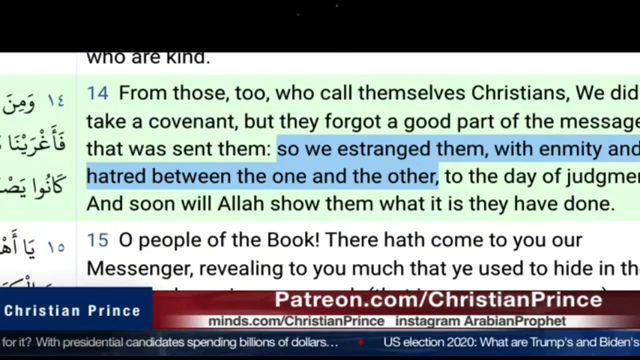 who are kind.
14 From those, too, who call themselves Christians, We did
١٤ وَمِنَ
take a covenant, but they forgot a good part of the message
فَأَغْرَيْنَا
that was sent them: so we estranged them, with enmity and
hatred between the one and the other, to the day of judgme
كَانُوا يَصْ
And soon will Allah show them what it is they have done.
15 O people of the Book! There hath come to you our
١٥ يَا أَهْ
Messenger, revealing to you much that ye used to hide in the
Christian Prince
Patreon.com/ChristianPrince
minds.com/ChristianPrince instagram ArabianProphet
for it? With presidential candidates spending billions of dollars... US election 2020: What are Trump's and Biden's